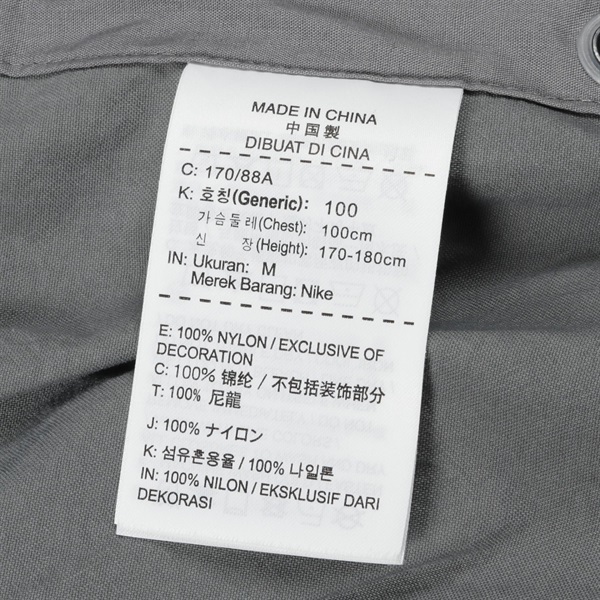 MADE IN CHINA
中国製
DIBUAT DI CINA
C: 170/88A
K: 호칭(Generic): 100
가슴둘레(Chest): 100cm
신 장(Height): 170-180cm
IN: Ukuran: M
Merek Barang: Nike
E: 100% NYLON / EXCLUSIVE OF
DECORATION
C: 100% 锦纶 / 不包括装饰部分
T: 100% 尼龍
J: 100% ナイロン
K: 섬유혼용율 / 100% 나일론
IN: 100% NILON / EKSKLUSIF DARI
DEKORASI